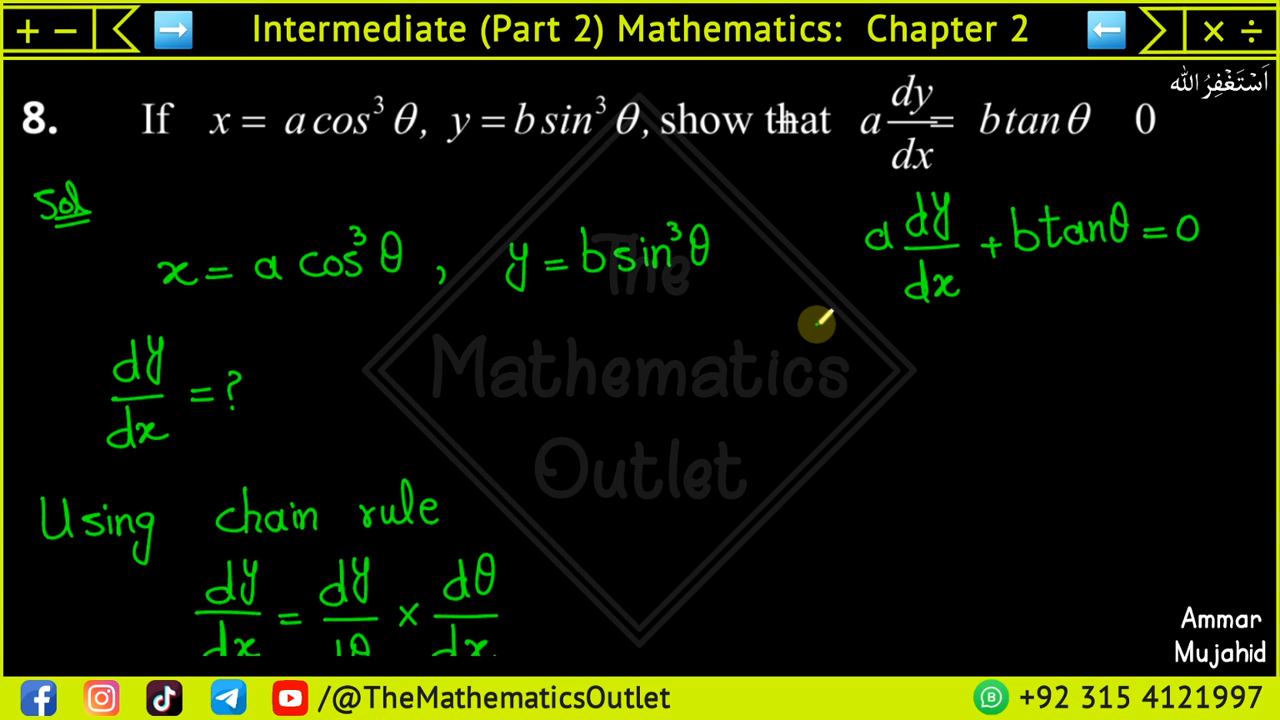 + − Intermediate (Part 2) Mathematics: Chapter 2 × ÷
اَسْتَغْفِرُ اللّٰه
8. If x = a cos³ θ, y = b sin³ θ, show that + a dy/dx = b tan θ 0
Sol
x = a cos³ θ , y = b sin³ θ
a dy/dx + b tan θ = 0
The
Mathematics
Outlet
dy/dx = ?
Using chain rule
dy/dx = dy/dθ × dθ/dx
Ammar
Mujahid
/@TheMathematicsOutlet +92 315 4121997